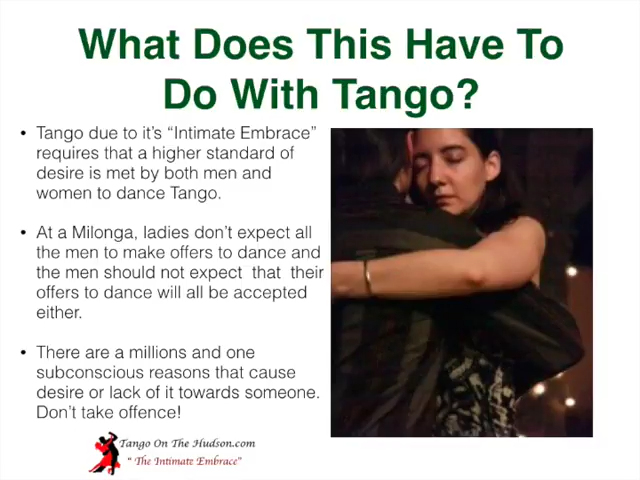 What Does This Have To
Do With Tango?
• Tango due to it's “Intimate Embrace”
requires that a higher standard of
desire is met by both men and
women to dance Tango.
• At a Milonga, ladies don't expect all
the men to make offers to dance and
the men should not expect that their
offers to dance will all be accepted
either.
• There are a millions and one
subconscious reasons that cause
desire or lack of it towards someone.
Don't take offence!
Tango On The Hudson.com
“ The Intimate Embrace”